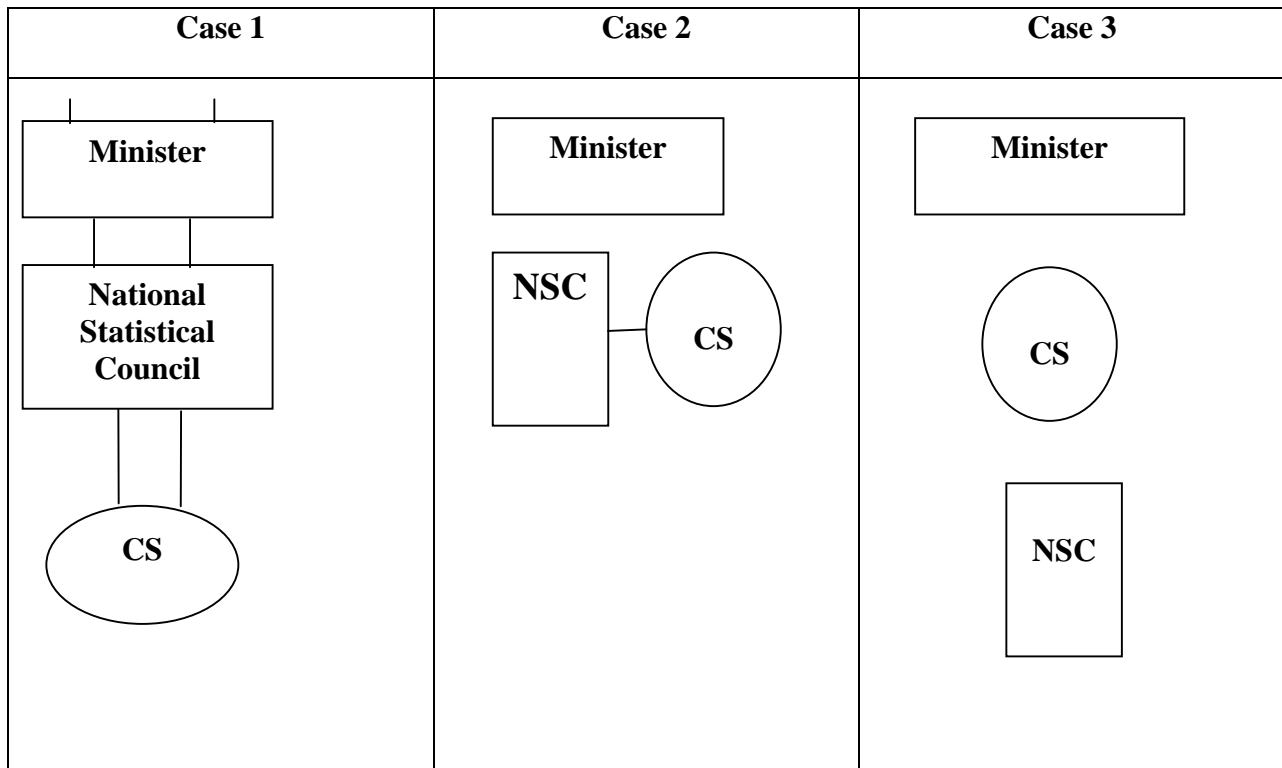 Case 1
Case 2
Case 3
Minister
National
Statistical
Council
CS
Minister
NSC
CS
Minister
CS
NSC